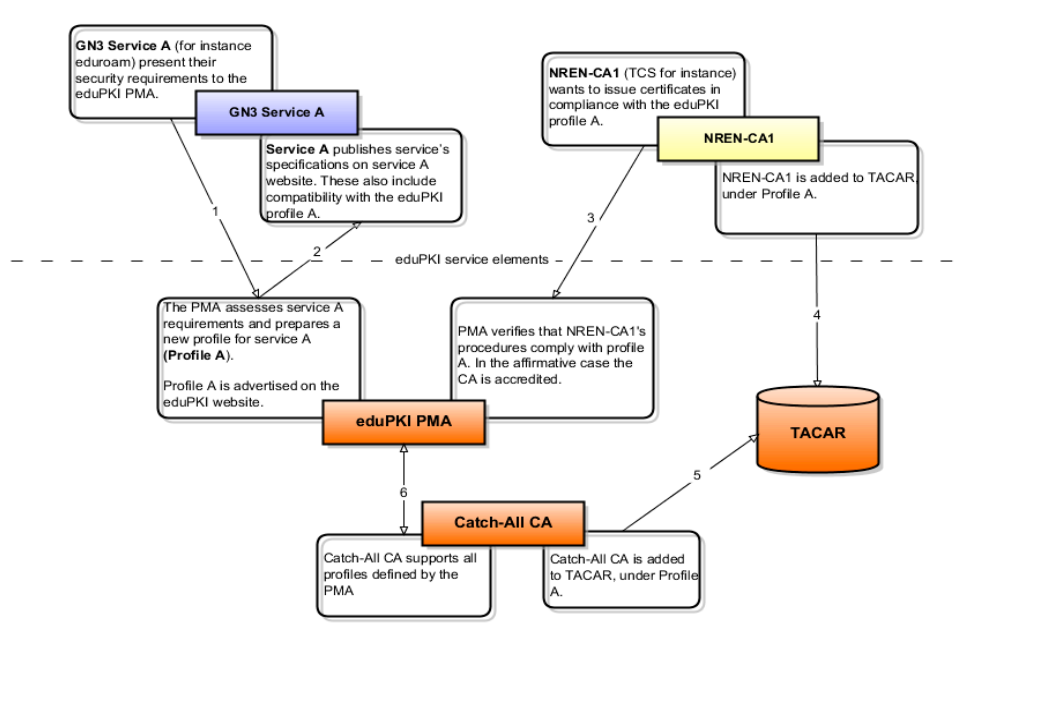 GN3 Service A (for instance
eduroam) present their
security requirements to the
eduPKI PMA.
GN3 Service A
Service A publishes service's
specifications on service A
website. These also include
compatibility with the eduPKI
profile A.
NREN-CA1 (TCS for instance)
wants to issue certificates in
compliance with the eduPKI
profile A.
NREN-CA1
NREN-CA1 is added to TACAR,
under Profile A.
1
2
3
4
eduPKI service elements
The PMA assesses service A
requirements and prepares a
new profile for service A
(Profile A).
Profile A is advertised on the
eduPKI website.
PMA verifies that NREN-CA1's
procedures comply with profile
A. In the affirmative case the
CA is accredited.
eduPKI PMA
TACAR
6
5
Catch-All CA
Catch-All CA supports all
profiles defined by the
PMA
Catch-All CA is added
to TACAR, under Profile
A.